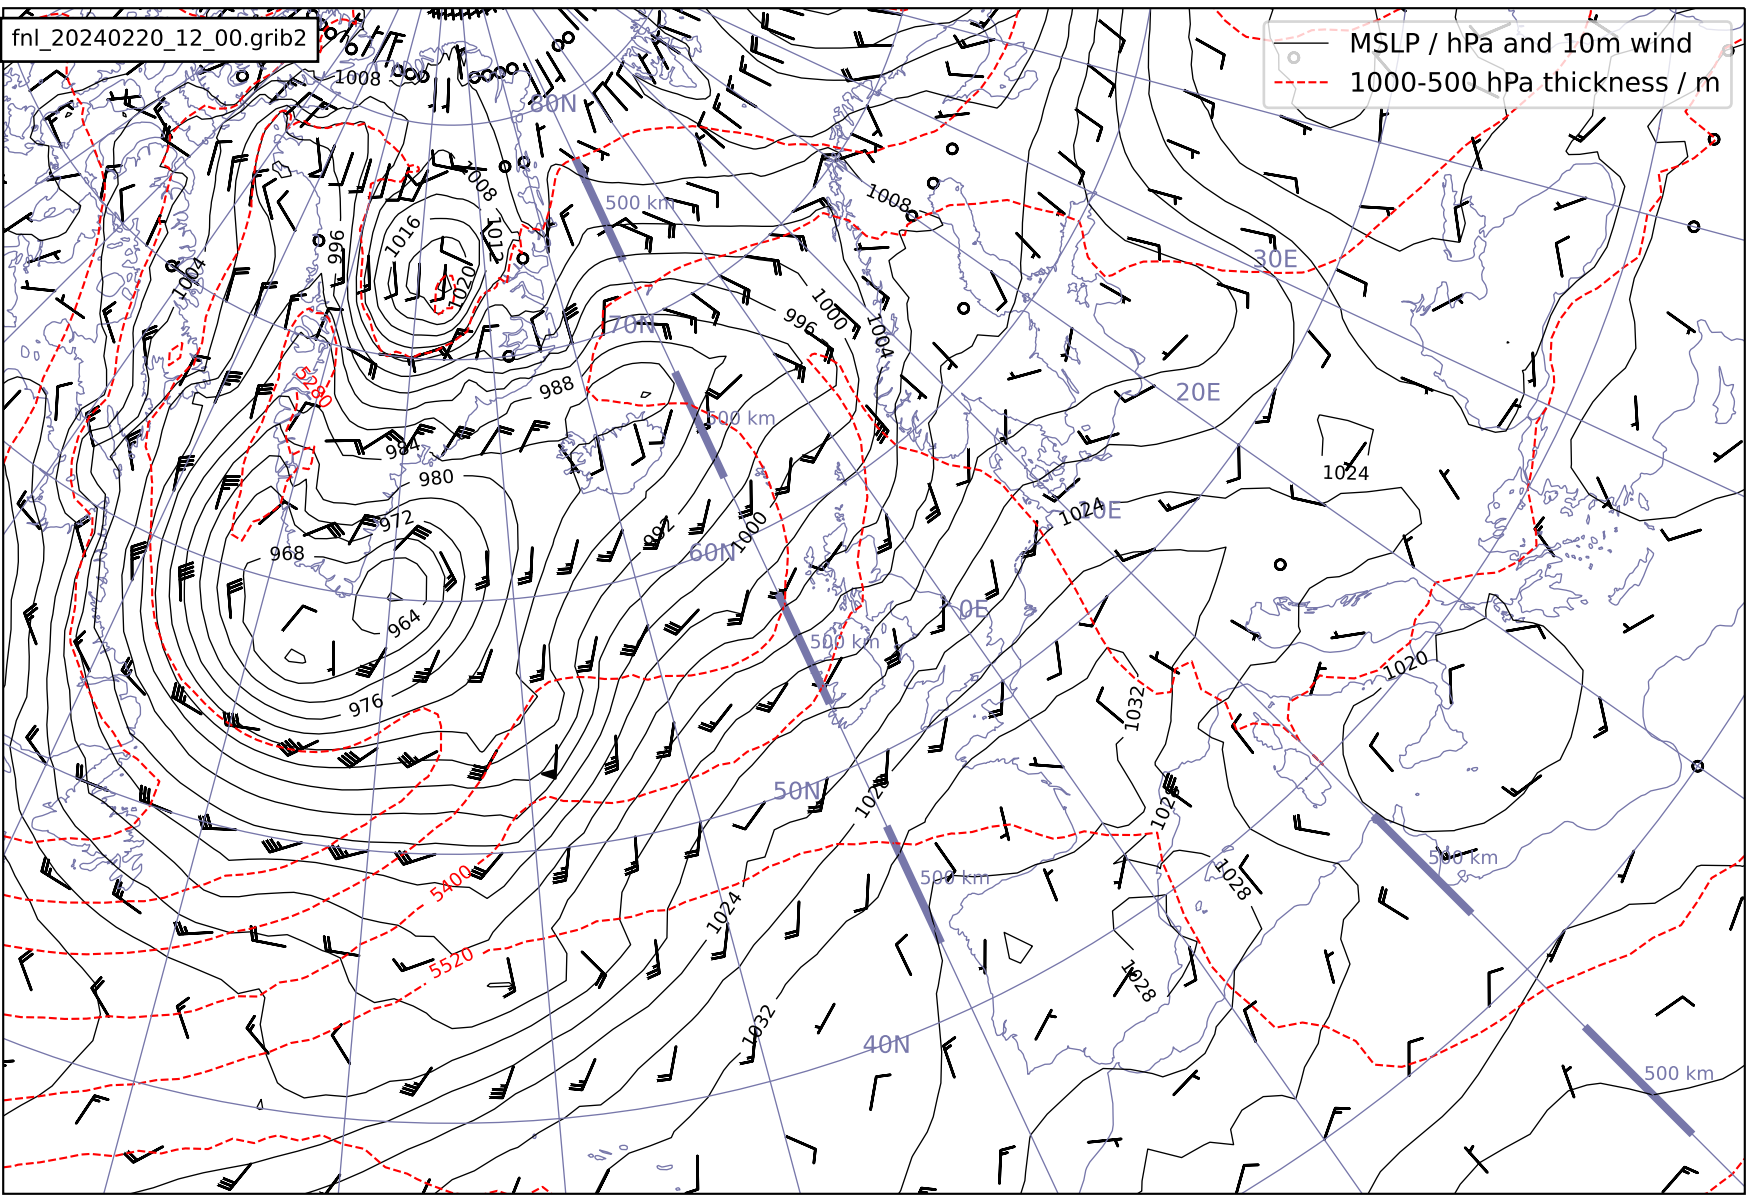 fnl_20240220_12_00.grib2
MSLP / hPa and 10m wind
1000-500 hPa thickness / m
1008
80N
1008
500 km
1008
1016
1012
996
1004
1020
30E
1000
996
70N
1004
5280
988
20E
500 km
984
980
1024
972
1024
10E
992
1000
60N
968
964
0E
500 km
1020
976
1032
50N
1028
1028
500 km
500 km
5400
1028
1024
5520
1028
1032
40N
500 km